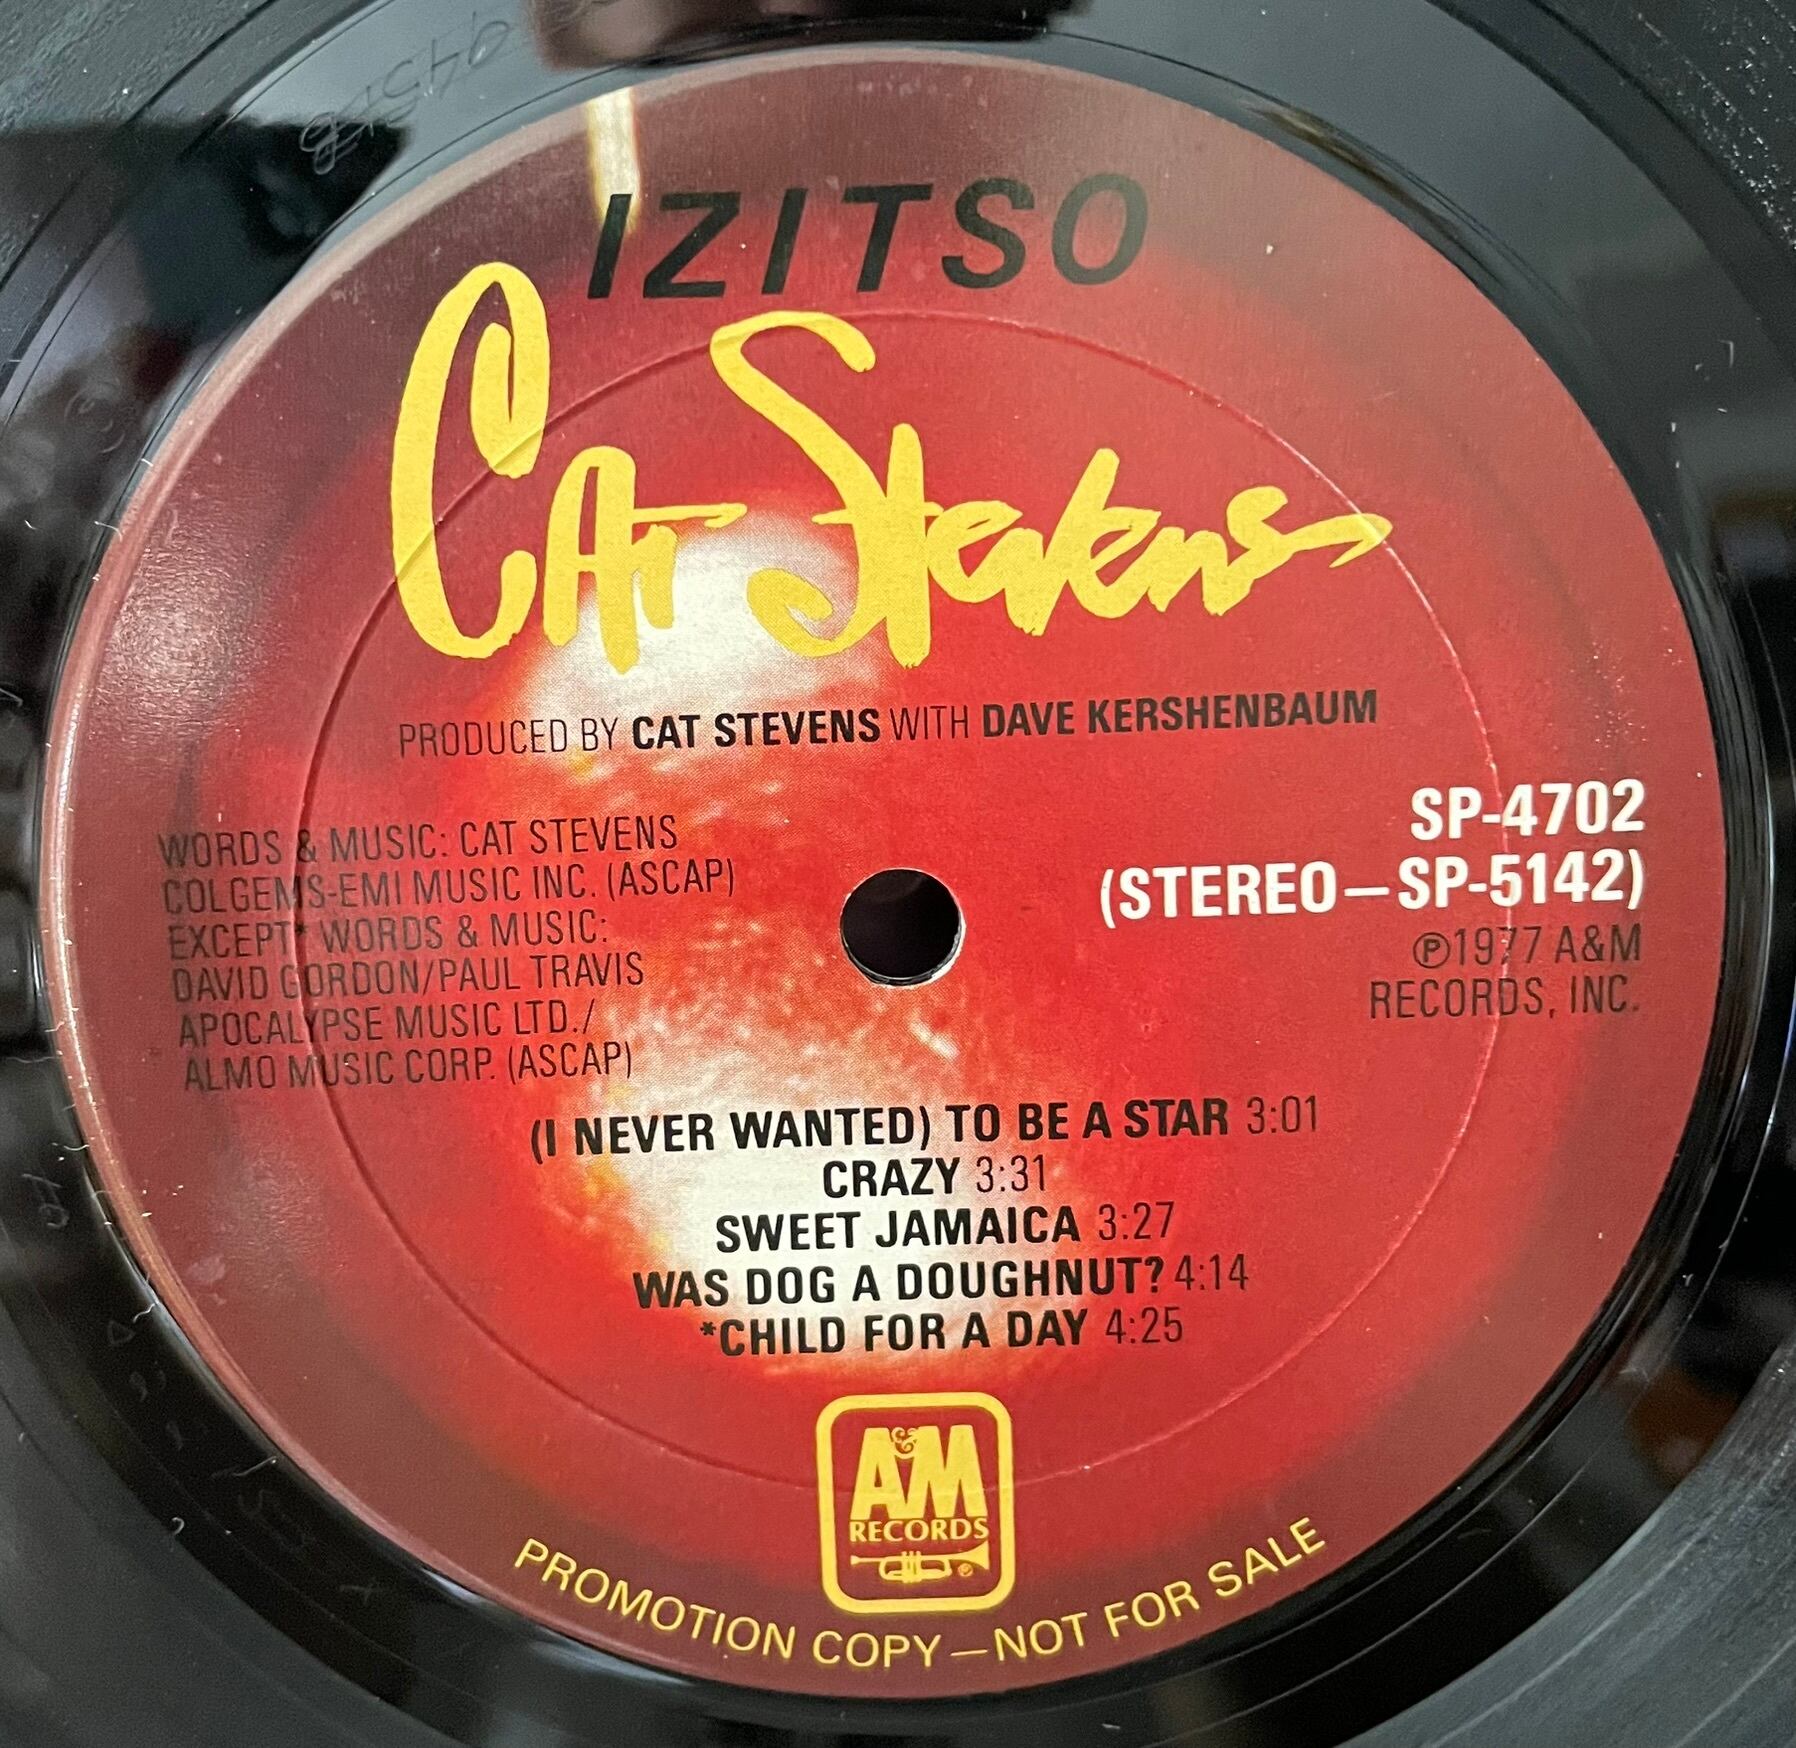 IZITSO
CAT Stevens
PRODUCED BY CAT STEVENS WITH DAVE KERSHENBAUM
WORDS & MUSIC: CAT STEVENS
COLGEMS-EMI MUSIC INC. (ASCAP)
EXCEPT* WORDS & MUSIC:
DAVID GORDON/PAUL TRAVIS
APOCALYPSE MUSIC LTD./
ALMO MUSIC CORP. (ASCAP)
SP-4702
(STEREO—SP-5142)
℗1977 A&M
RECORDS, INC.
(I NEVER WANTED) TO BE A STAR 3:01
CRAZY 3:31
SWEET JAMAICA 3:27
WAS DOG A DOUGHNUT? 4:14
*CHILD FOR A DAY 4:25
A&M
RECORDS
PROMOTION COPY—NOT FOR SALE